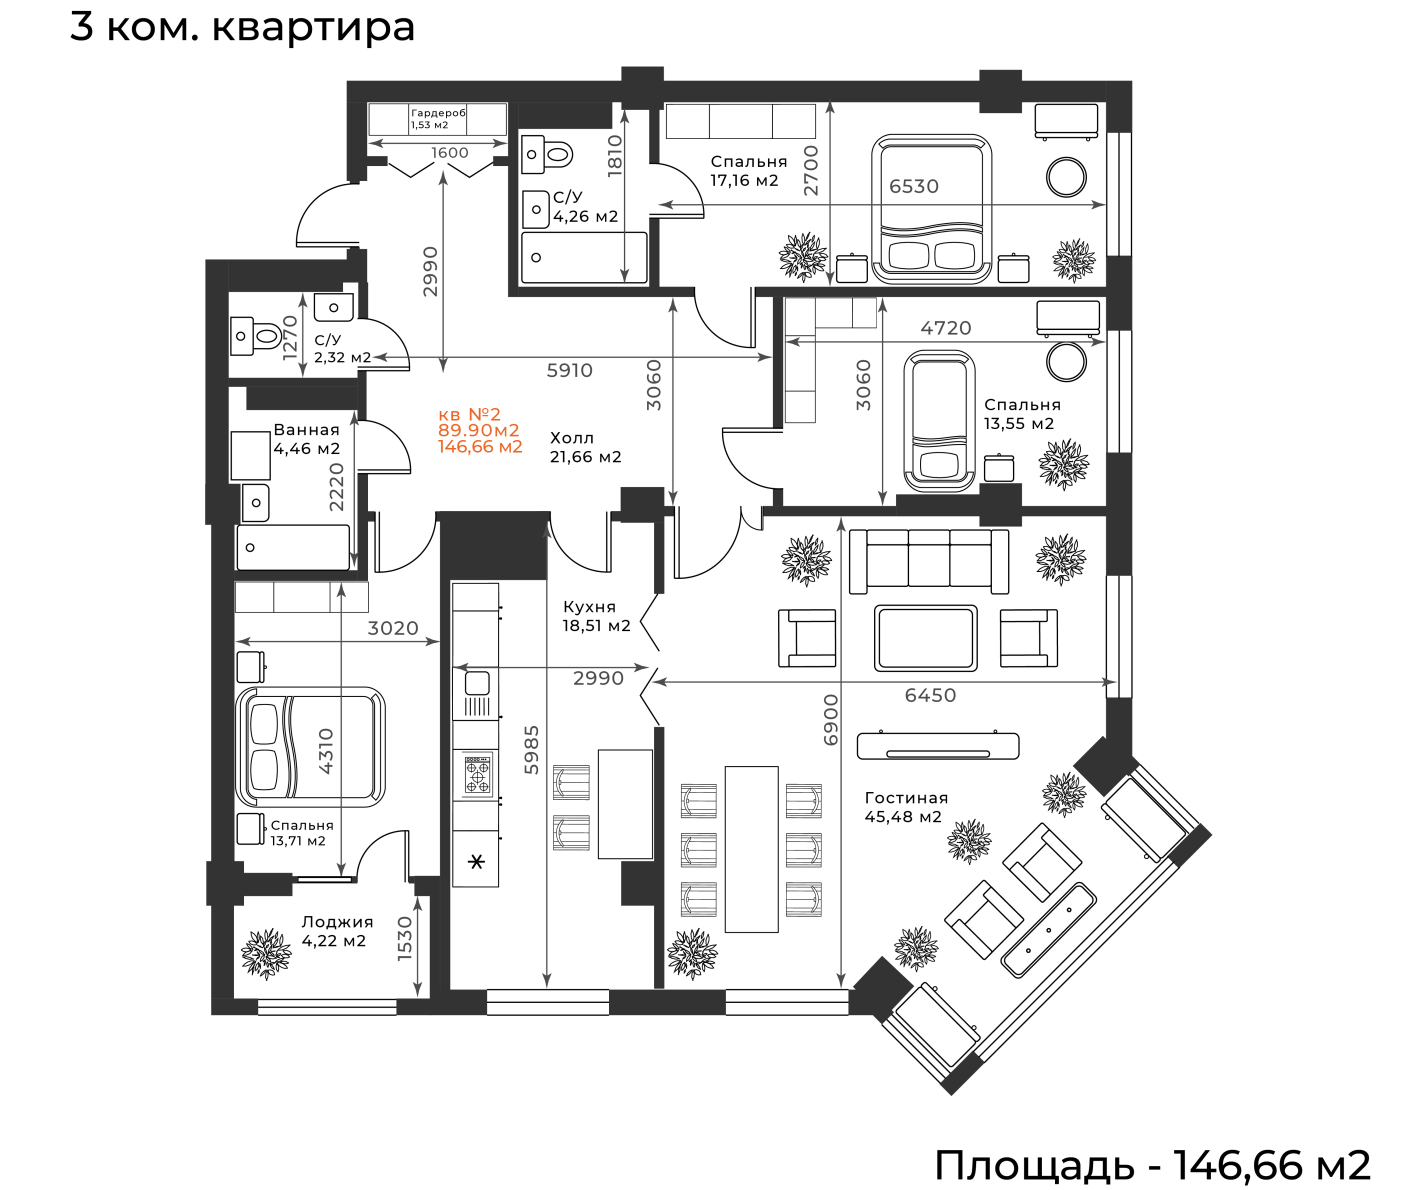 3 ком. квартира
Гардероб
1,53 м2
1600
С/У
4,26 м2
1810
Спальня
17,16 м2
2700
6530
2990
1270
С/У
2,32 м2
5910
3060
4720
3060
Спальня
13,55 м2
кв №2
89.90м2
146,66 м2
Холл
21,66 м2
Ванная
4,46 м2
2220
Кухня
18,51 м2
3020
2990
6450
6900
5985
4310
Спальня
13,71 м2
Гостиная
45,48 м2
Лоджия
4,22 м2
1530
Площадь - 146,66 м2